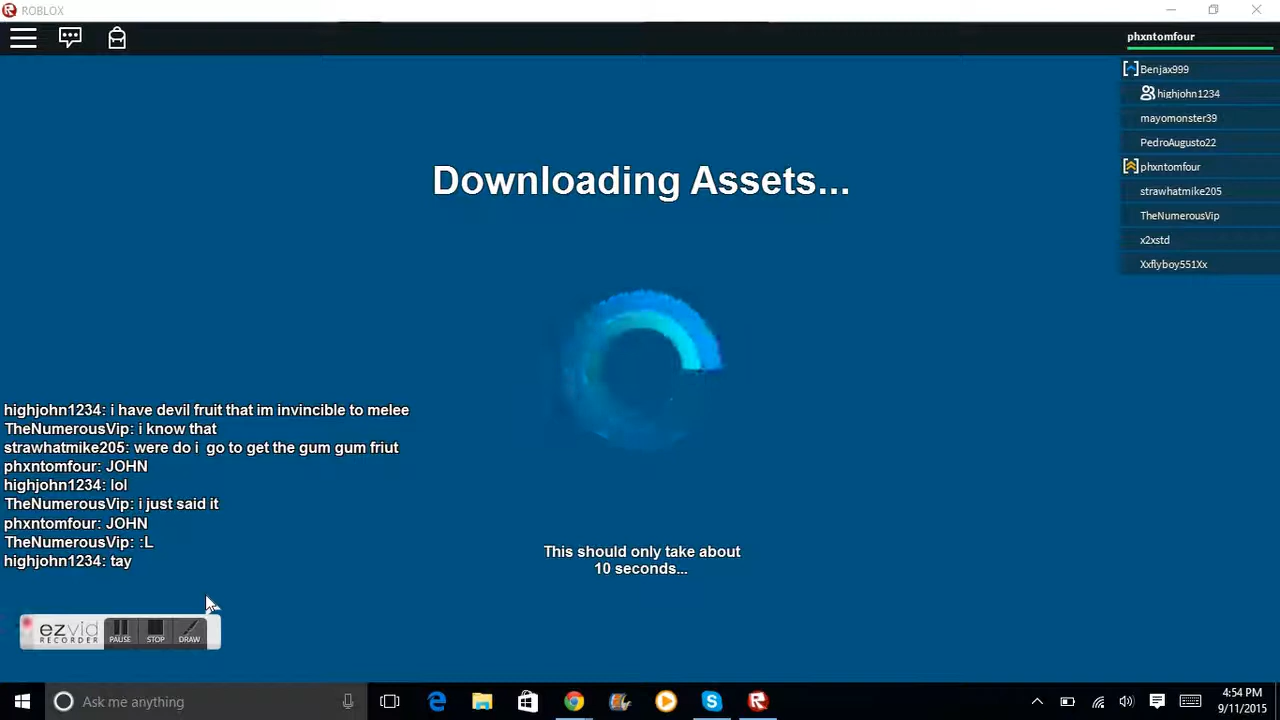 ROBLOX
phxntomfour
Benjax999
highjohn1234
mayomonster39
PedroAugusto22
phxntomfour
strawhatmike205
TheNumerousVip
x2xstd
Xxflyboy551Xx
Downloading Assets...
highjohn1234: i have devil fruit that im invincible to melee
TheNumerousVip: i know that
strawhatmike205: were do i go to get the gum gum friut
phxntomfour: JOHN
highjohn1234: lol
TheNumerousVip: i just said it
phxntomfour: JOHN
TheNumerousVip: :L
highjohn1234: tay
This should only take about
10 seconds...
ezvid
RECORDER
PAUSE
STOP
DRAW
Ask me anything
4:54 PM
9/11/2015